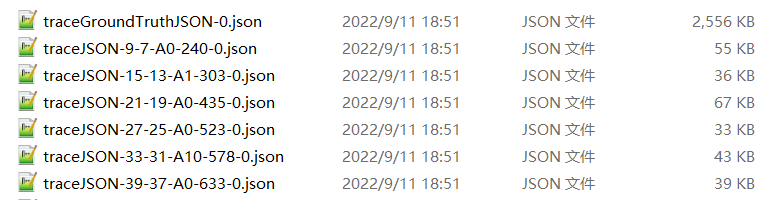 traceGroundTruthJSON-0.json 2022/9/11 18:51 JSON 文件 2,556 KB
traceJSON-9-7-A0-240-0.json 2022/9/11 18:51 JSON 文件 55 KB
traceJSON-15-13-A1-303-0.json 2022/9/11 18:51 JSON 文件 36 KB
traceJSON-21-19-A0-435-0.json 2022/9/11 18:51 JSON 文件 67 KB
traceJSON-27-25-A0-523-0.json 2022/9/11 18:51 JSON 文件 33 KB
traceJSON-33-31-A10-578-0.json 2022/9/11 18:51 JSON 文件 43 KB
traceJSON-39-37-A0-633-0.json 2022/9/11 18:51 JSON 文件 39 KB